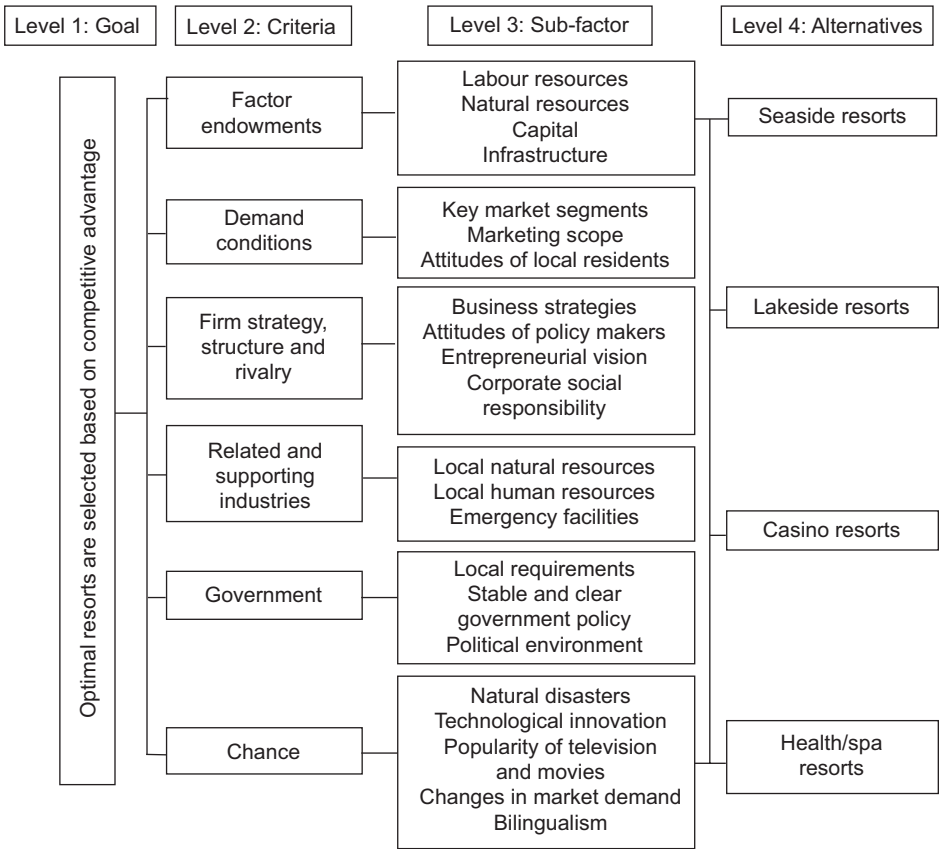 Level 1: Goal
Level 2: Criteria
Level 3: Sub-factor
Level 4: Alternatives
Optimal resorts are selected based on competitive advantage
Factor
endowments
Labour resources
Natural resources
Capital
Infrastructure
Demand
conditions
Key market segments
Marketing scope
Attitudes of local residents
Firm strategy,
structure and
rivalry
Business strategies
Attitudes of policy makers
Entrepreneurial vision
Corporate social
responsibility
Related and
supporting
industries
Local natural resources
Local human resources
Emergency facilities
Government
Local requirements
Stable and clear
government policy
Political environment
Chance
Natural disasters
Technological innovation
Popularity of television
and movies
Changes in market demand
Bilingualism
Seaside resorts
Lakeside resorts
Casino resorts
Health/spa
resorts